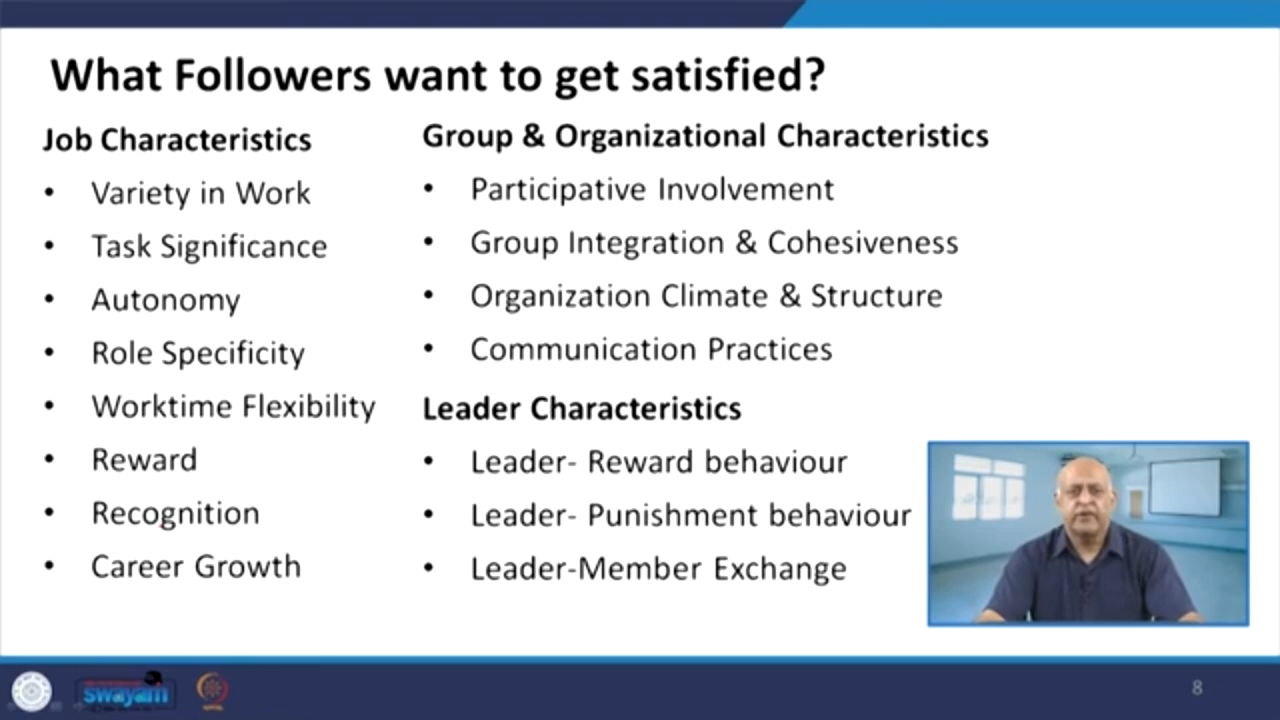 What Followers want to get satisfied?
Job Characteristics
• Variety in Work
• Task Significance
• Autonomy
• Role Specificity
• Worktime Flexibility
• Reward
• Recognition
• Career Growth
Group & Organizational Characteristics
• Participative Involvement
• Group Integration & Cohesiveness
• Organization Climate & Structure
• Communication Practices
Leader Characteristics
• Leader- Reward behaviour
• Leader- Punishment behaviour
• Leader-Member Exchange
swayam
8